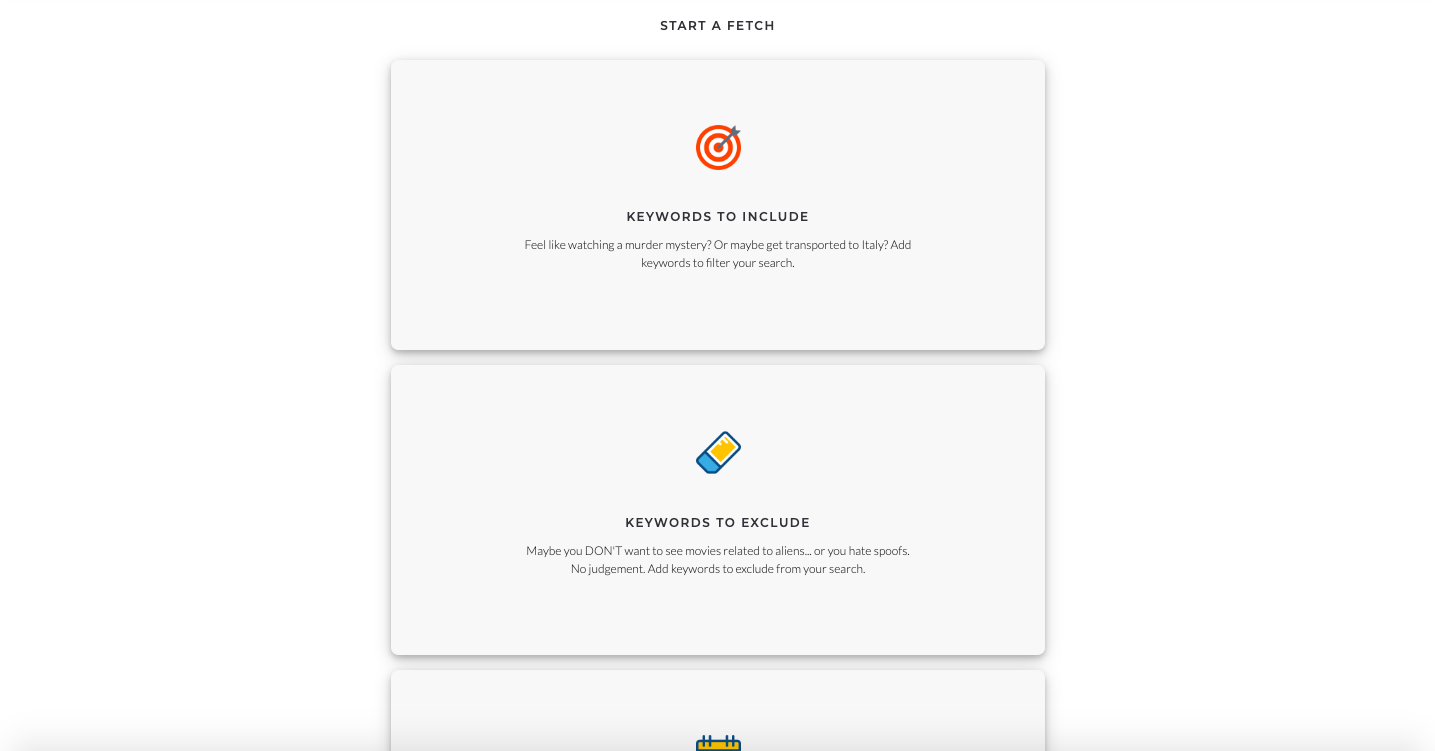 START A FETCH
KEYWORDS TO INCLUDE
Feel like watching a murder mystery? Or maybe get transported to Italy? Add
keywords to filter your search.
KEYWORDS TO EXCLUDE
Maybe you DON'T want to see movies related to aliens... or you hate spoofs.
No judgement. Add keywords to exclude from your search.